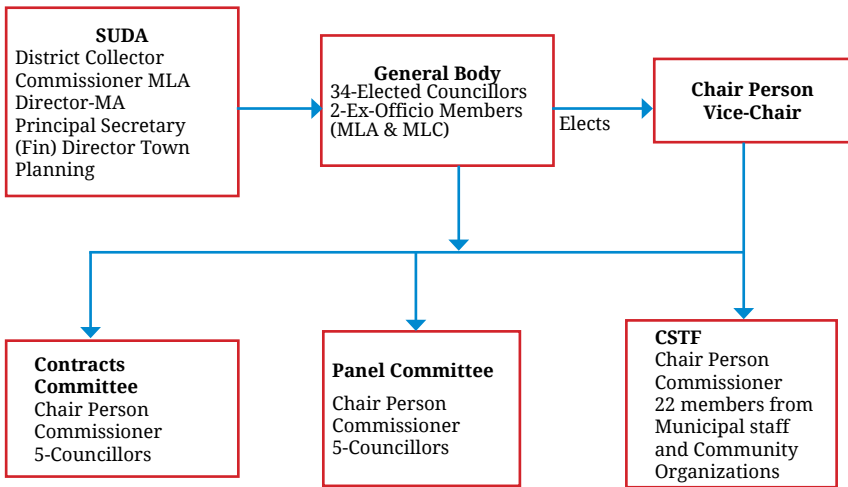 SUDA
District Collector
Commissioner MLA
Director-MA
Principal Secretary
(Fin) Director Town
Planning
General Body
34-Elected Councillors
2-Ex-Officio Members
(MLA & MLC)
Elects
Chair Person
Vice-Chair
Contracts
Committee
Chair Person
Commissioner
5-Councillors
Panel Committee
Chair Person
Commissioner
5-Councillors
CSTF
Chair Person
Commissioner
22 members from
Municipal staff
and Community
Organizations